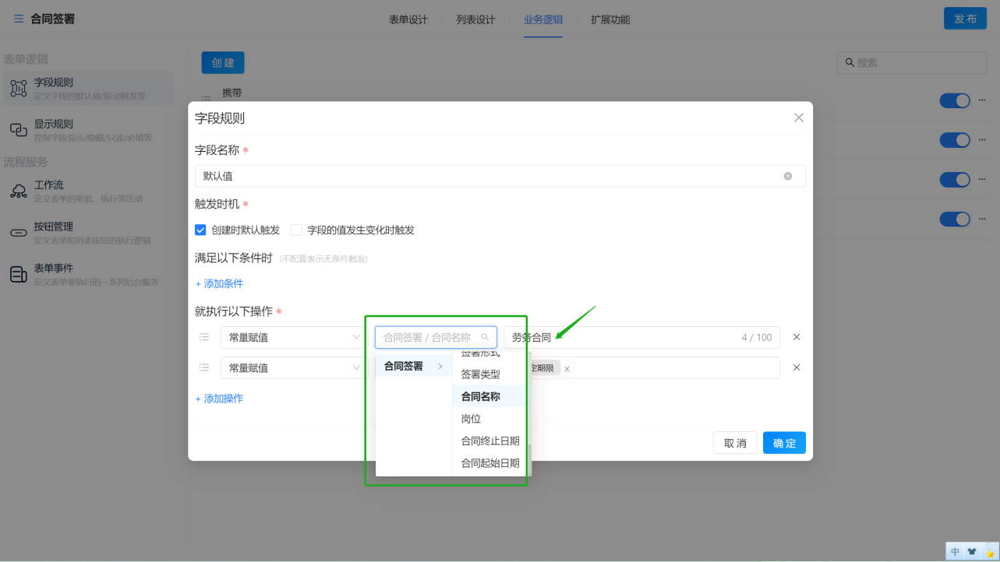 合同签署
表单设计
列表设计
业务逻辑
扩展功能
发 布
表单逻辑
字段规则
定义字段的默认值/联动触发等
显示规则
控制字段显示/隐藏/只读/必填等
流程服务
工作流
定义表单的审批、执行等活动
按钮管理
定义表单和列表按钮的执行逻辑
表单事件
定义表单要执行的一系列后台服务
创 建
搜索
携带
字段规则
字段名称 *
默认值
触发时机 *
创建时默认触发
字段的值发生变化时触发
满足以下条件时 (不配置表示无条件触发)
+ 添加条件
就执行以下操作 *
常量赋值
合同签署 / 合同名称
劳务合同
4 / 100
常量赋值
定期限 x
合同签署 >
签署形式
签署类型
合同名称
岗位
合同终止日期
合同起始日期
+ 添加操作
取 消
确 定
中